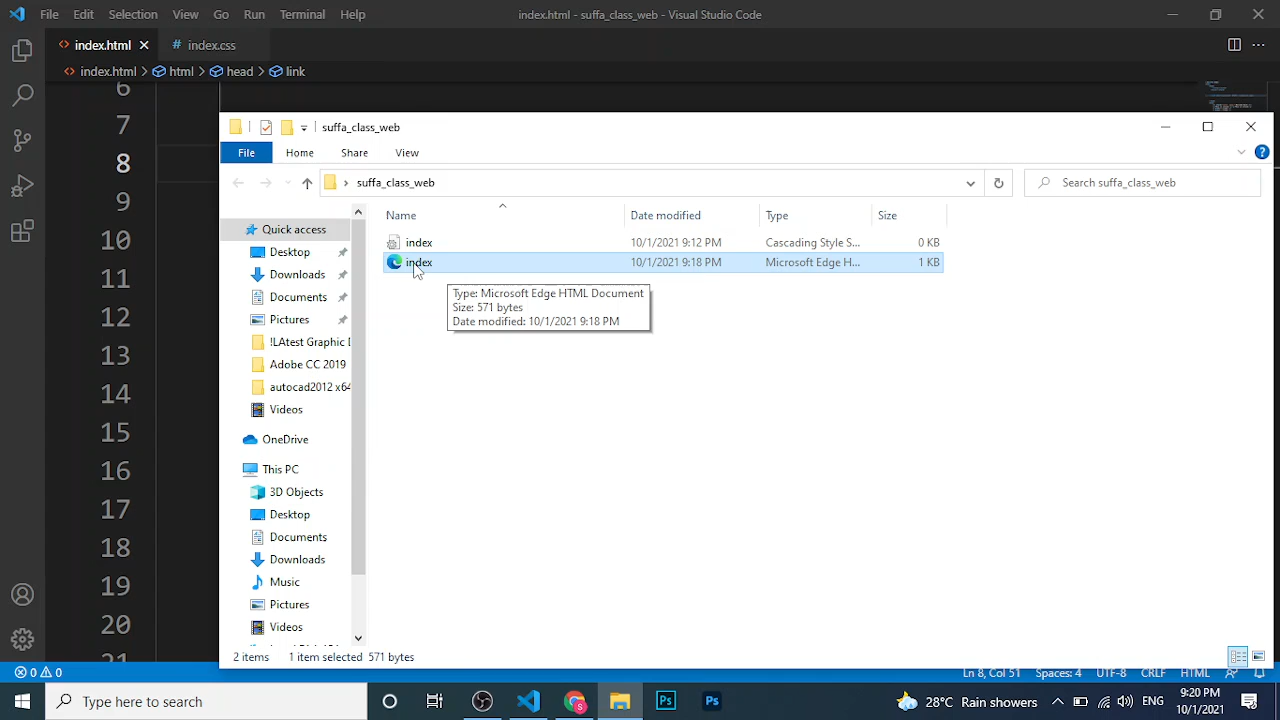 File Edit Selection View Go Run Terminal Help index.html - suffa_class_web - Visual Studio Code
index.html index.css
index.html > html > head > link
6
7
8
9
10
11
12
13
14
15
16
17
18
19
20
21
suffa_class_web
File Home Share View
suffa_class_web Search suffa_class_web
Name Date modified Type Size
index 10/1/2021 9:12 PM Cascading Style S... 0 KB
index 10/1/2021 9:18 PM Microsoft Edge H... 1 KB
Type: Microsoft Edge HTML Document
Size: 571 bytes
Date modified: 10/1/2021 9:18 PM
Quick access
Desktop
Downloads
Documents
Pictures
!LAtest Graphic
Adobe CC 2019
autocad2012 x64
Videos
OneDrive
This PC
3D Objects
Desktop
Documents
Downloads
Music
Pictures
Videos
2 items 1 item selected 571 bytes
0 0 Ln 8, Col 51 Spaces: 4 UTF-8 CRLF HTML
Type here to search
Ps Ps
28°C Rain showers ENG
9:20 PM
10/1/2021